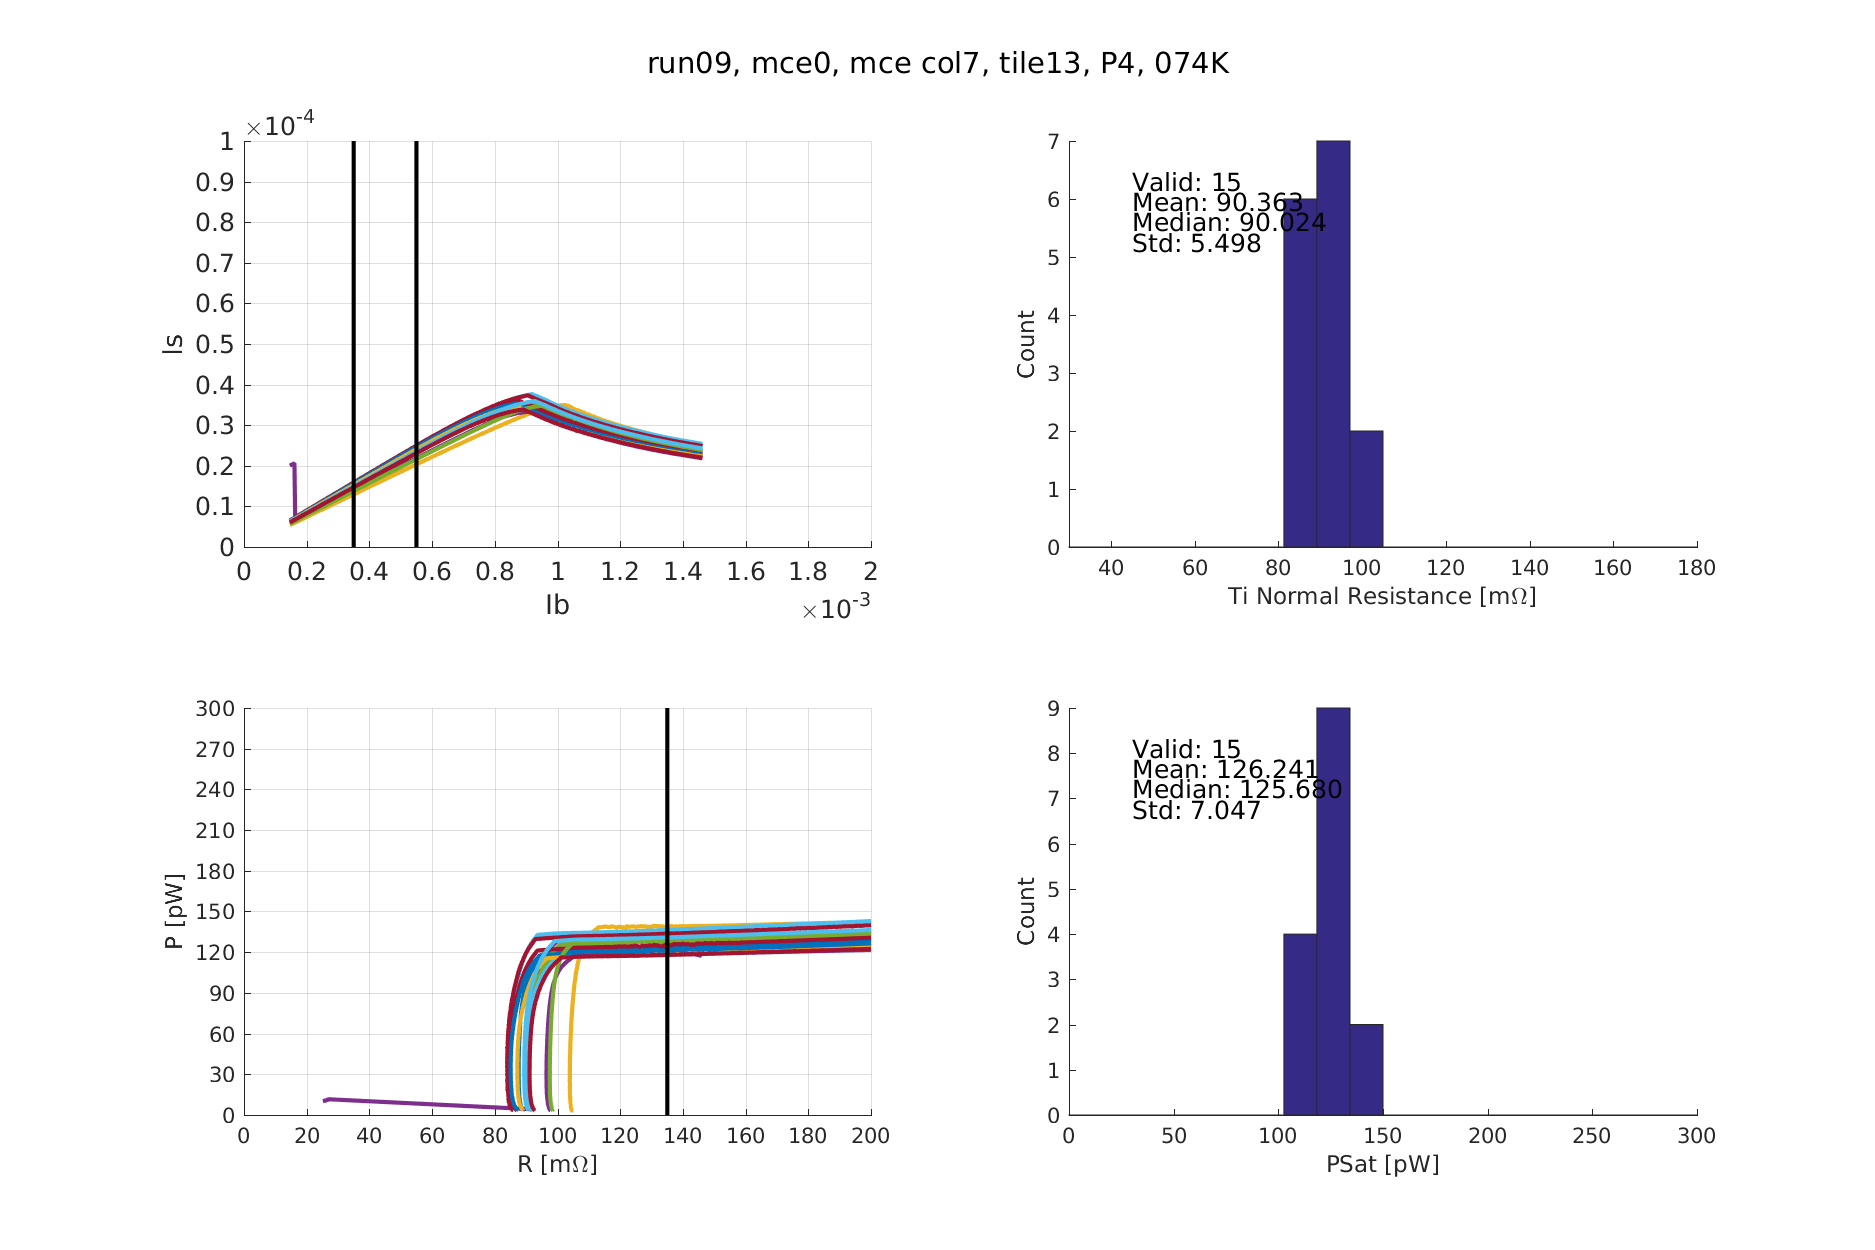 run09, mce0, mce col7, tile13, P4, 074K
×10-4
1
0.9
0.8
0.7
0.6
0.5
0.4
0.3
0.2
0.1
0
Is
0 0.2 0.4 0.6 0.8 1 1.2 1.4 1.6 1.8 2
Ib
×10-3
7
6
5
4
3
2
1
0
Count
Valid: 15
Mean: 90.363
Median: 90.024
Std: 5.498
40 60 80 100 120 140 160 180
Ti Normal Resistance [mΩ]
300
270
240
210
180
150
120
90
60
30
0
P [pW]
0 20 40 60 80 100 120 140 160 180 200
R [mΩ]
9
8
7
6
5
4
3
2
1
0
Count
Valid: 15
Mean: 126.241
Median: 125.680
Std: 7.047
0 50 100 150 200 250 300
PSat [pW]